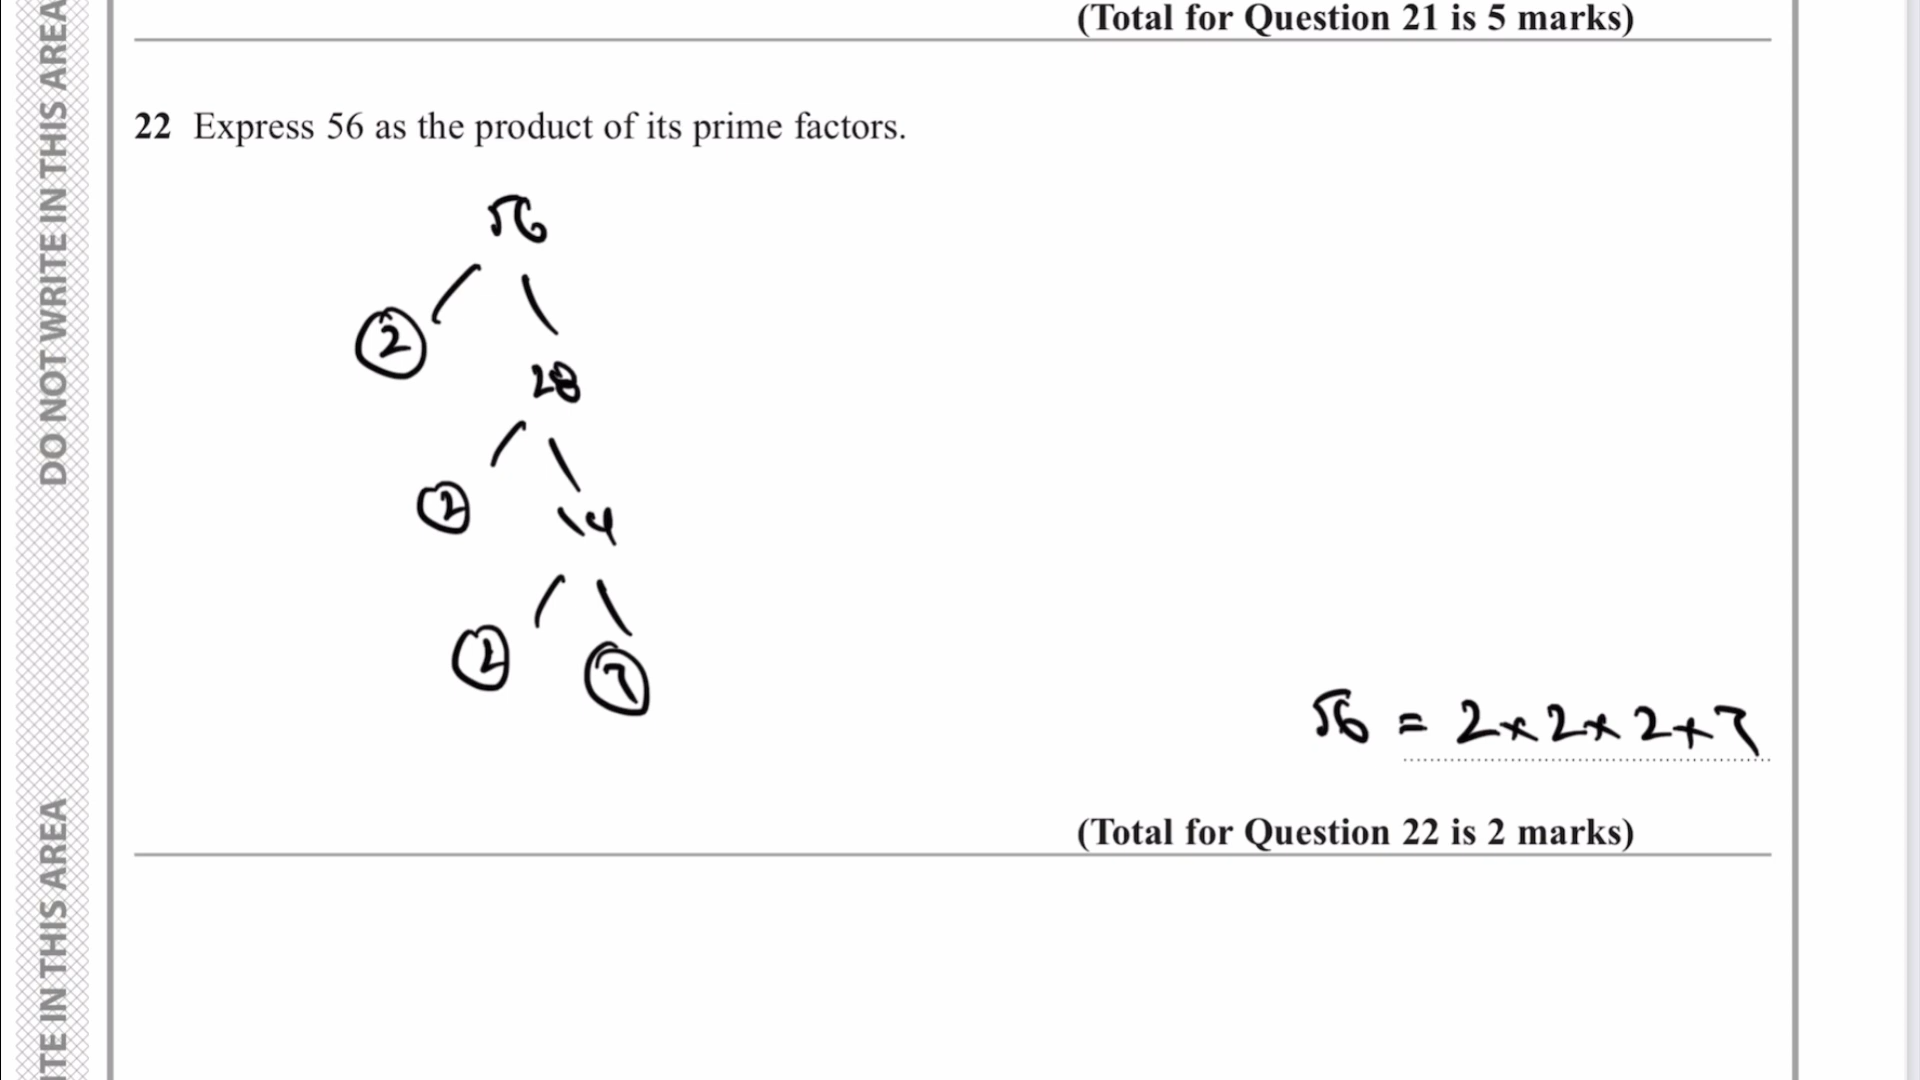 (Total for Question 21 is 5 marks)
22 Express 56 as the product of its prime factors.
56
2
28
2
14
2 7
56 = 2 x 2 x 2 x 7
(Total for Question 22 is 2 marks)
DO NOT WRITE IN THIS AREA
ITE IN THIS AREA